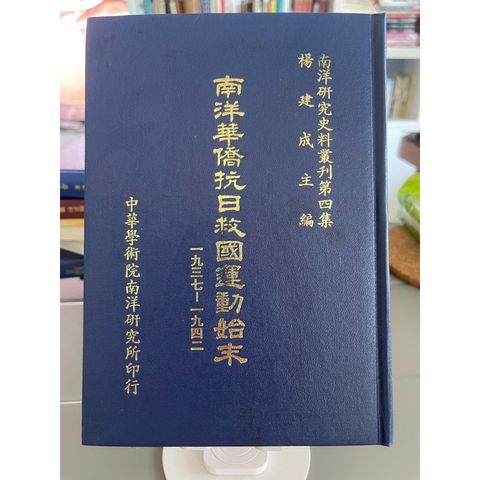 南洋研究史料叢刊第四集
楊建成主編
南洋華僑抗日救國運動始末
一九三七－一九四二
中華學術院南洋研究所印行